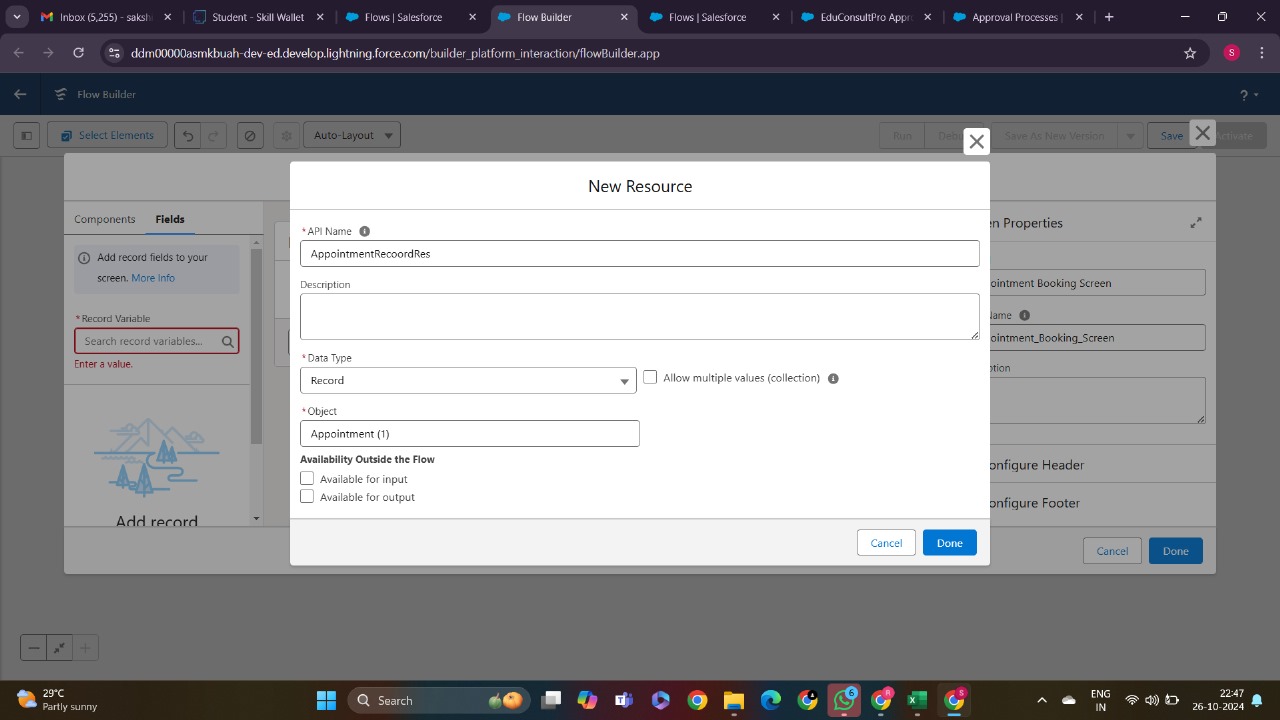 Inbox (5,255) - saksh
Student - Skill Wallet
Flows | Salesforce
Flow Builder
Flows | Salesforce
EduConsultPro Appr
Approval Processes |
ddm00000asmkbuah-dev-ed.develop.lightning.force.com/builder_platform_interaction/flowBuilder.app
S
Flow Builder
?
Select Elements
Auto-Layout
Run
Debu
Save As New Version
Save
Activate
New Resource
Components
Fields
en Properties
Add record fields to your
screen. More Info
* API Name
AppointmentRecoordRes
ointment Booking Screen
Description
* Record Variable
Search record variables...
Enter a value.
Name
ointment_Booking_Screen
* Data Type
Record
Allow multiple values (collection)
ption
* Object
Appointment (1)
Availability Outside the Flow
Available for input
Available for output
onfigure Header
onfigure Footer
Add record
Cancel
Done
Cancel
Done
29°C
Partly sunny
Search
6
R
S
ENG
IN
22:47
26-10-2024